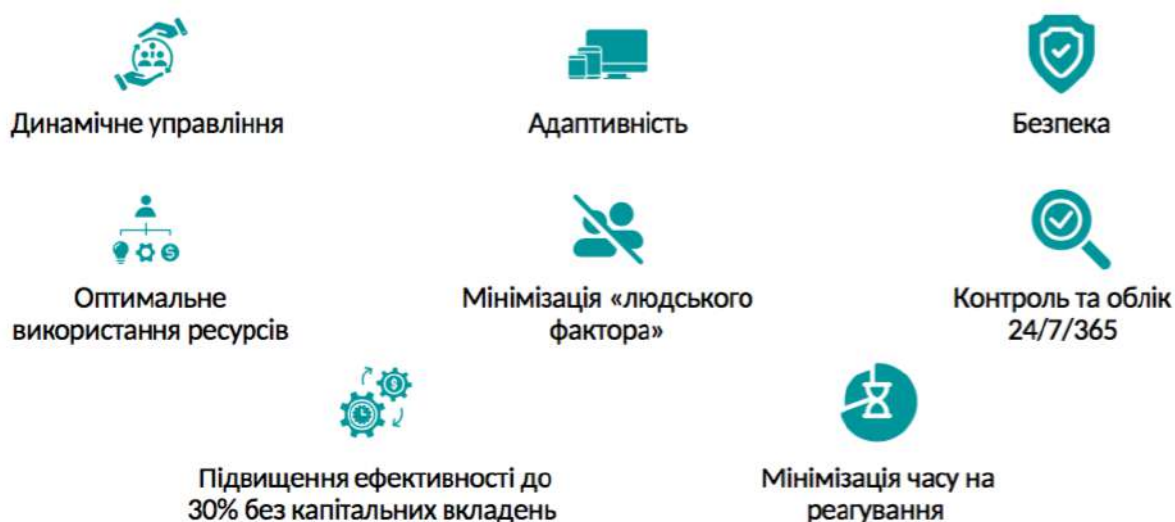 Динамічне управління
Адаптивність
Безпека
Оптимальне
використання ресурсів
Мінімізація «людського
фактора»
Контроль та облік
24/7/365
Підвищення ефективності до
30% без капітальних вкладень
Мінімізація часу на
реагування